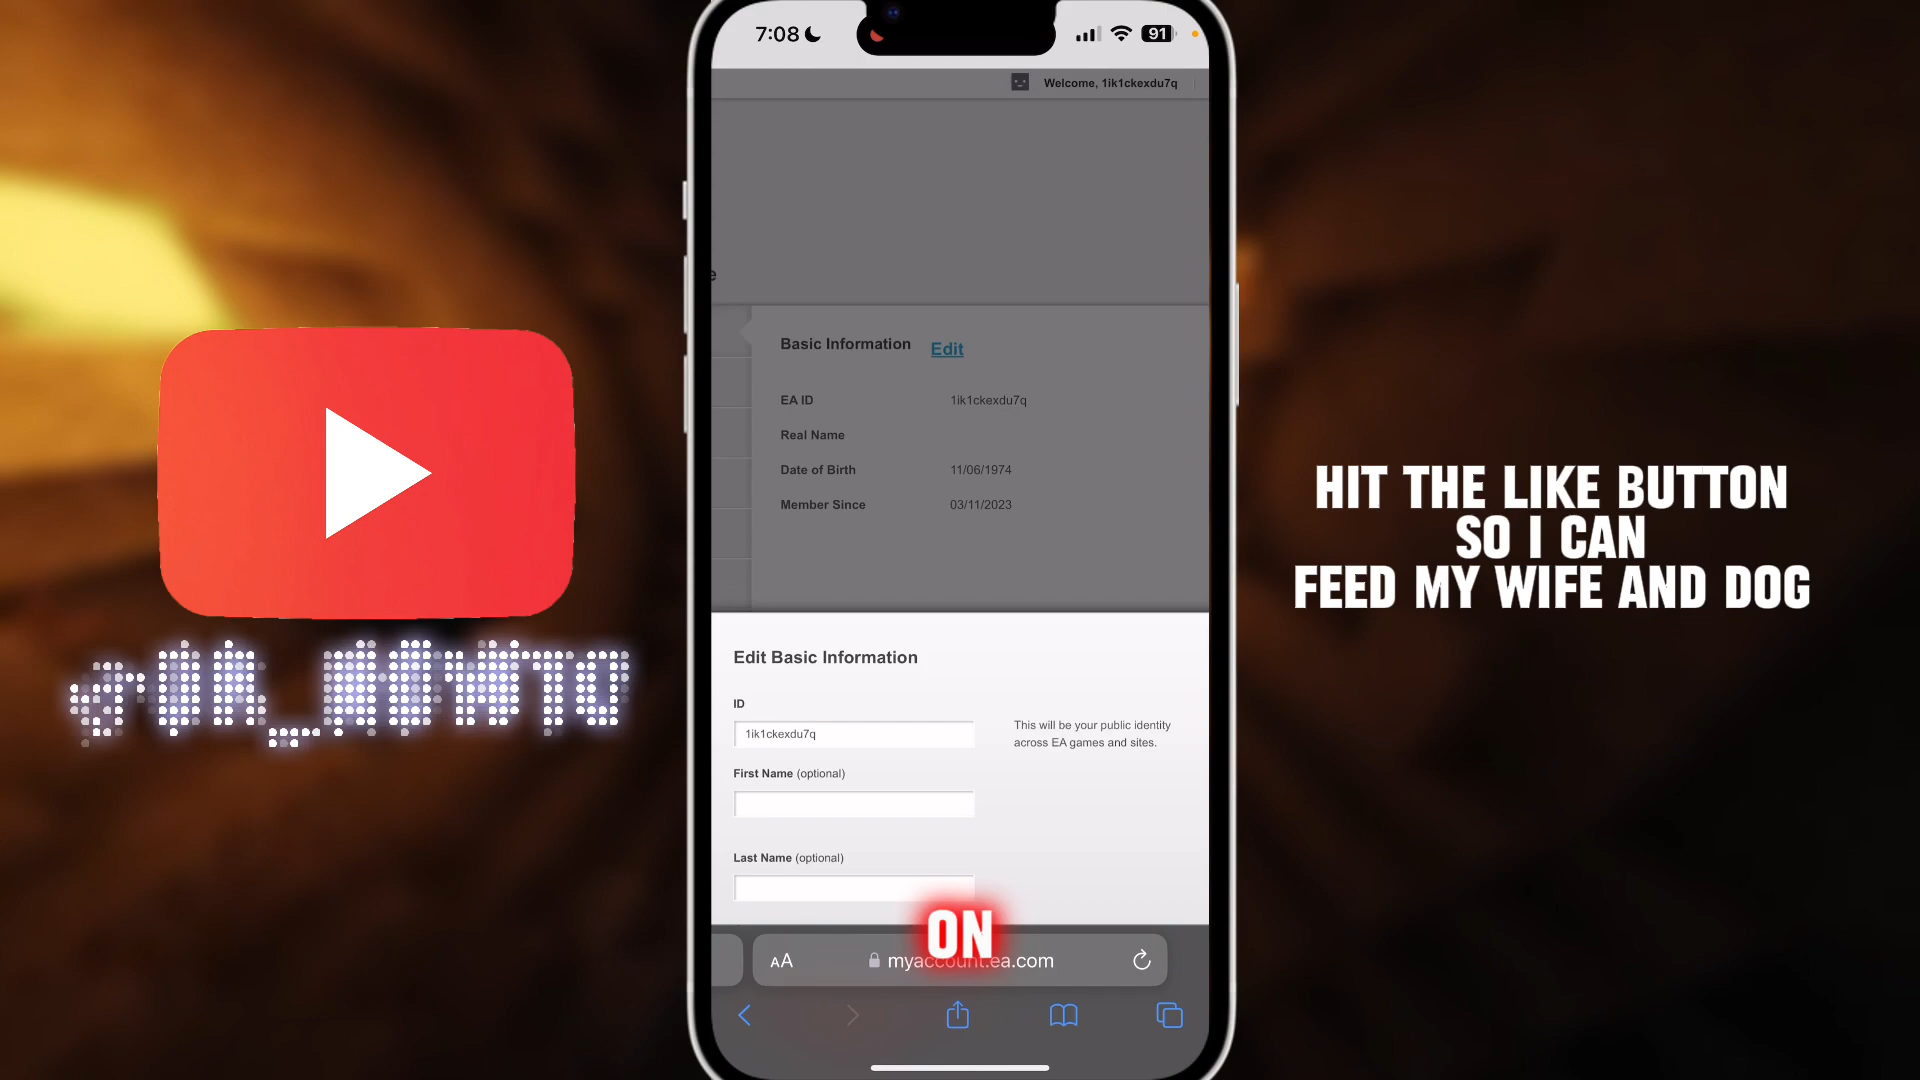 7:08
91
Welcome, 1ik1ckexdu7q
e
Basic Information Edit
EA ID 1ik1ckexdu7q
Real Name
Date of Birth 11/06/1974
Member Since 03/11/2023
Edit Basic Information
ID
1ik1ckexdu7q
This will be your public identity
across EA games and sites.
First Name (optional)
Last Name (optional)
ON
AA myaccount.ea.com
HIT THE LIKE BUTTON
SO I CAN
FEED MY WIFE AND DOG